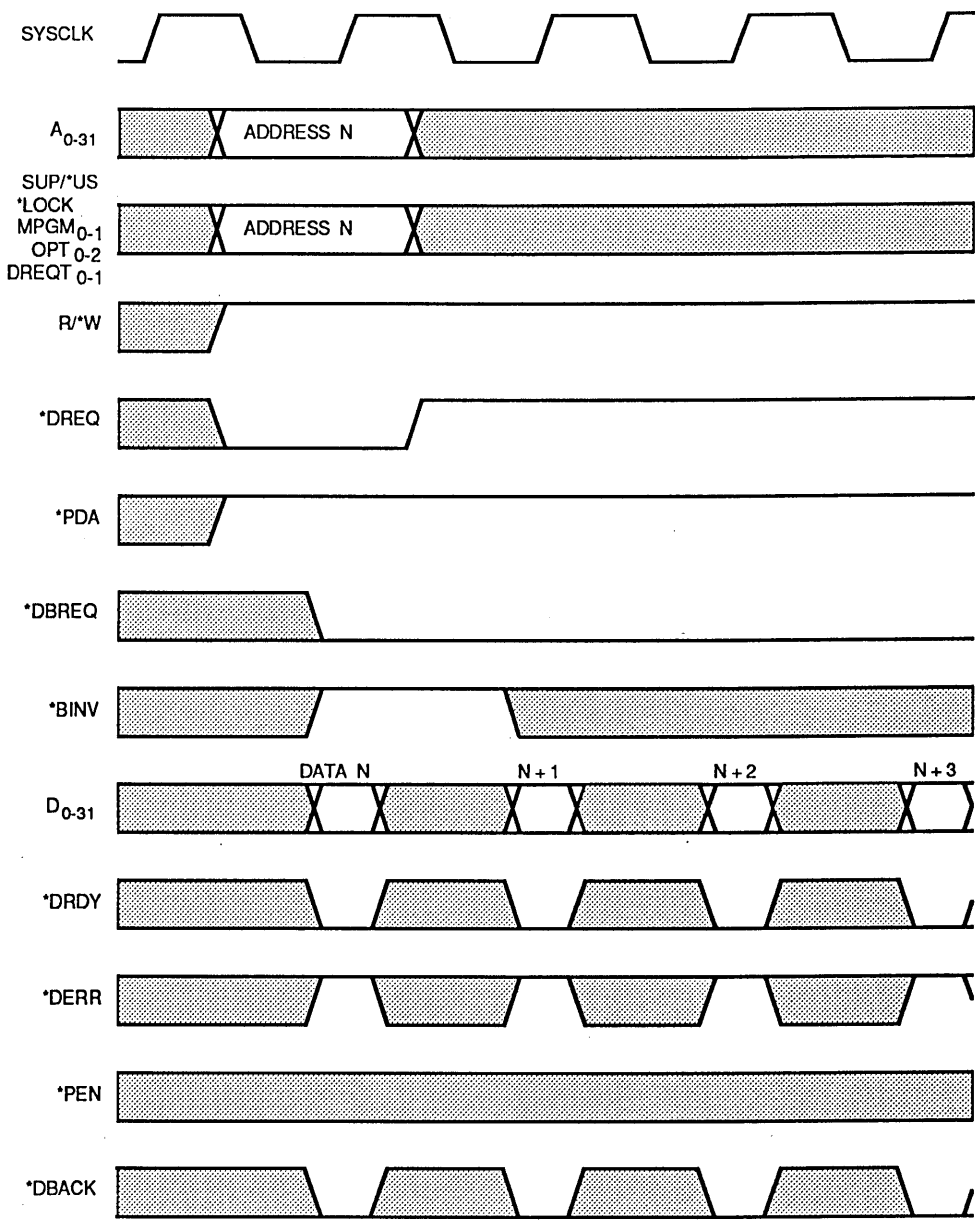 SYSCLK
A0-31
ADDRESS N
SUP/*US
*LOCK
MPGM0-1
OPT0-2
DREQT0-1
ADDRESS N
R/*W
*DREQ
*PDA
*DBREQ
*BINV
DATA N N + 1 N + 2 N + 3
D0-31
*DRDY
*DERR
*PEN
*DBACK